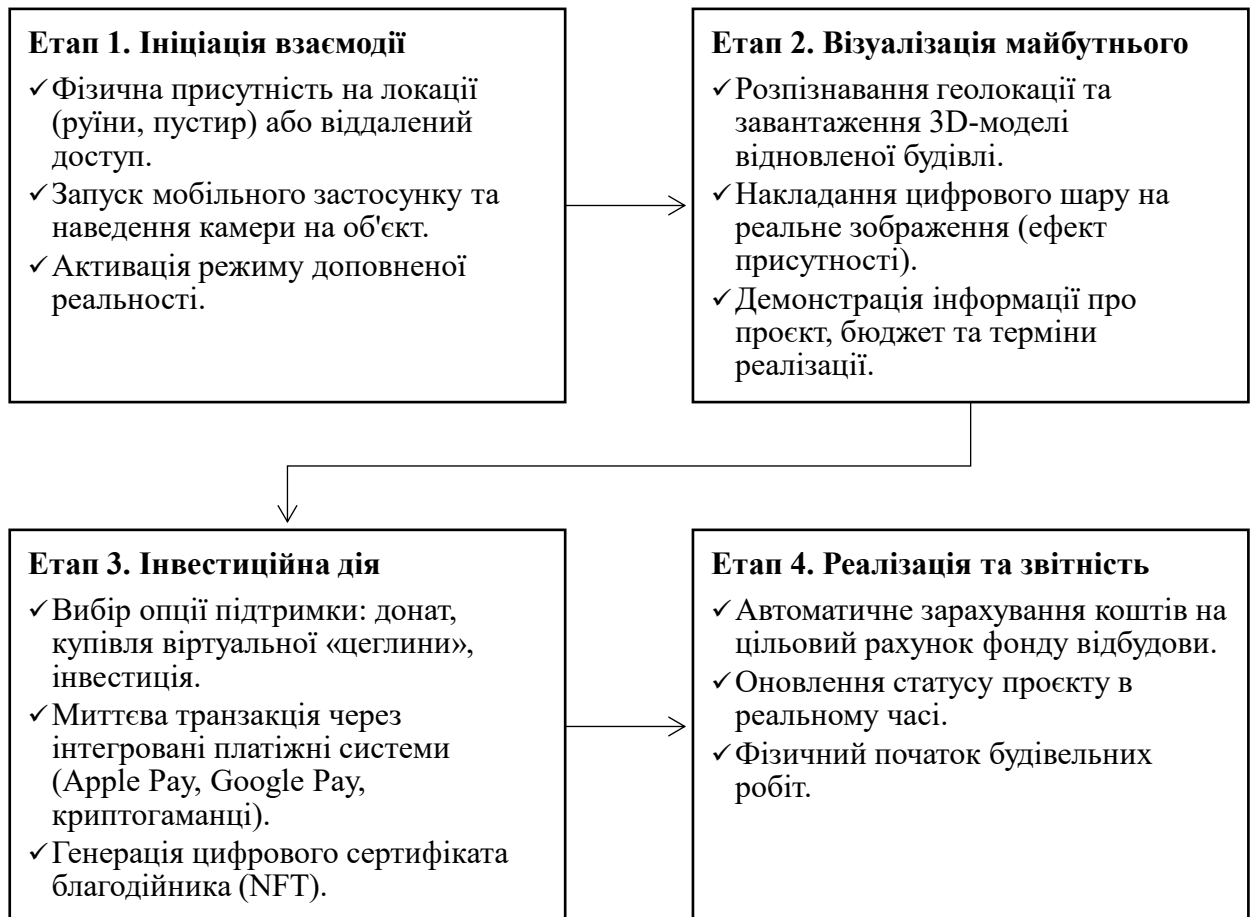 Етап 1. Ініціація взаємодії
✓Фізична присутність на локації
(руїни, пустир) або віддалений
доступ.
✓Запуск мобільного застосунку та
наведення камери на об'єкт.
✓Активація режиму доповненої
реальності.
Етап 2. Візуалізація майбутнього
✓Розпізнавання геолокації та
завантаження 3D-моделі
відновленої будівлі.
✓Накладання цифрового шару на
реальне зображення (ефект
присутності).
✓Демонстрація інформації про
проєкт, бюджет та терміни
реалізації.
Етап 3. Інвестиційна дія
✓Вибір опції підтримки: донат,
купівля віртуальної «цеглини»,
інвестиція.
✓Миттєва транзакція через
інтегровані платіжні системи
(Apple Pay, Google Pay,
криптогаманці).
✓Генерація цифрового сертифіката
благодійника (NFT).
Етап 4. Реалізація та звітність
✓Автоматичне зарахування коштів на
цільовий рахунок фонду відбудови.
✓Оновлення статусу проєкту в
реальному часі.
✓Фізичний початок будівельних
робіт.